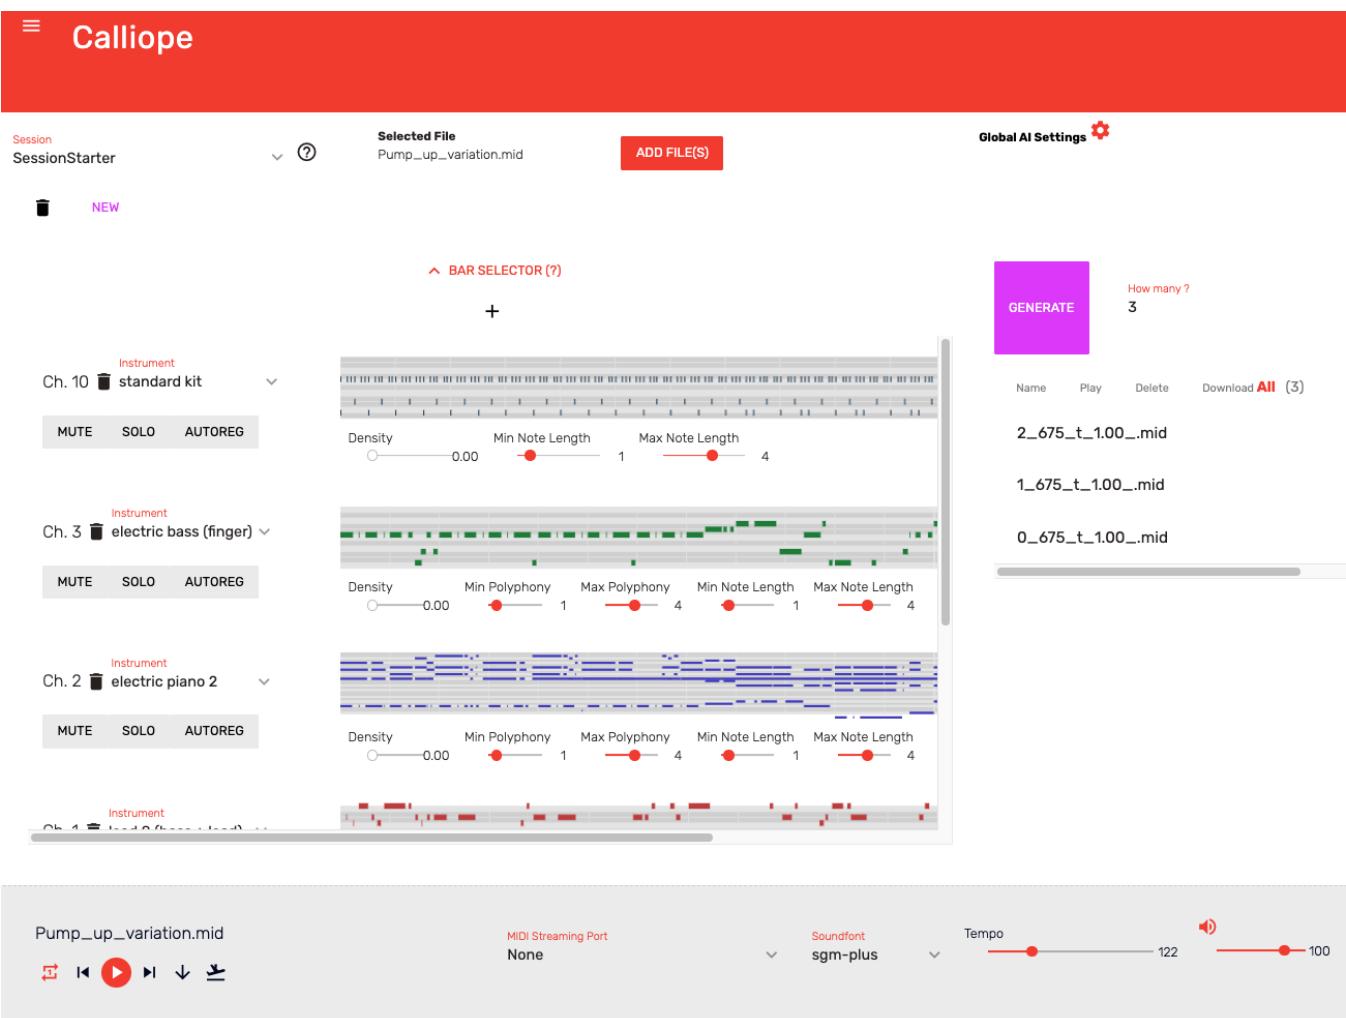 Calliope
Session
SessionStarter
Selected File
Pump_up_variation.mid
ADD FILE(S)
Global AI Settings
NEW
BAR SELECTOR (?)
GENERATE
How many ?
3
Ch. 10
Instrument
standard kit
MUTE SOLO AUTOREG
Density Min Note Length Max Note Length
0.00 1 4
Name Play Delete Download All (3)
2_675_t_1.00_.mid
1_675_t_1.00_.mid
0_675_t_1.00_.mid
Ch. 3
Instrument
electric bass (finger)
MUTE SOLO AUTOREG
Density Min Polyphony Max Polyphony Min Note Length Max Note Length
0.00 1 4 1 4
Ch. 2
Instrument
electric piano 2
MUTE SOLO AUTOREG
Density Min Polyphony Max Polyphony Min Note Length Max Note Length
0.00 1 4 1 4
Instrument
Pump_up_variation.mid
MIDI Streaming Port
None
Soundfont
sgm-plus
Tempo
122
100